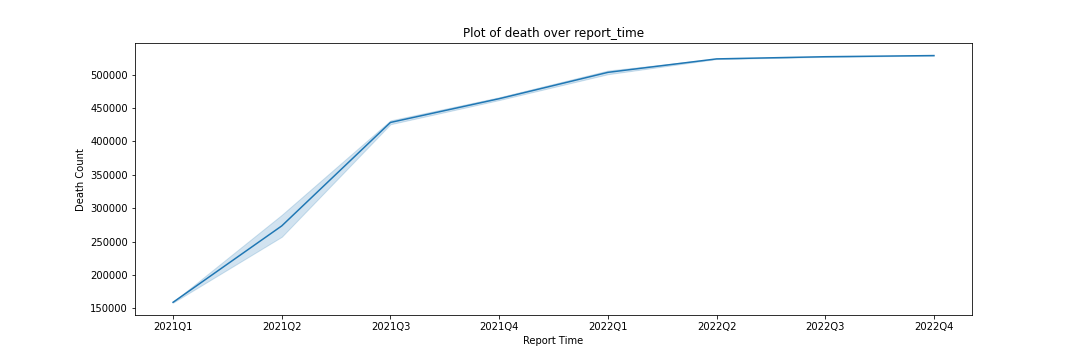 Plot of death over report_time
Death Count
500000
450000
400000
350000
300000
250000
200000
150000
2021Q1 2021Q2 2021Q3 2021Q4 2022Q1 2022Q2 2022Q3 2022Q4
Report Time